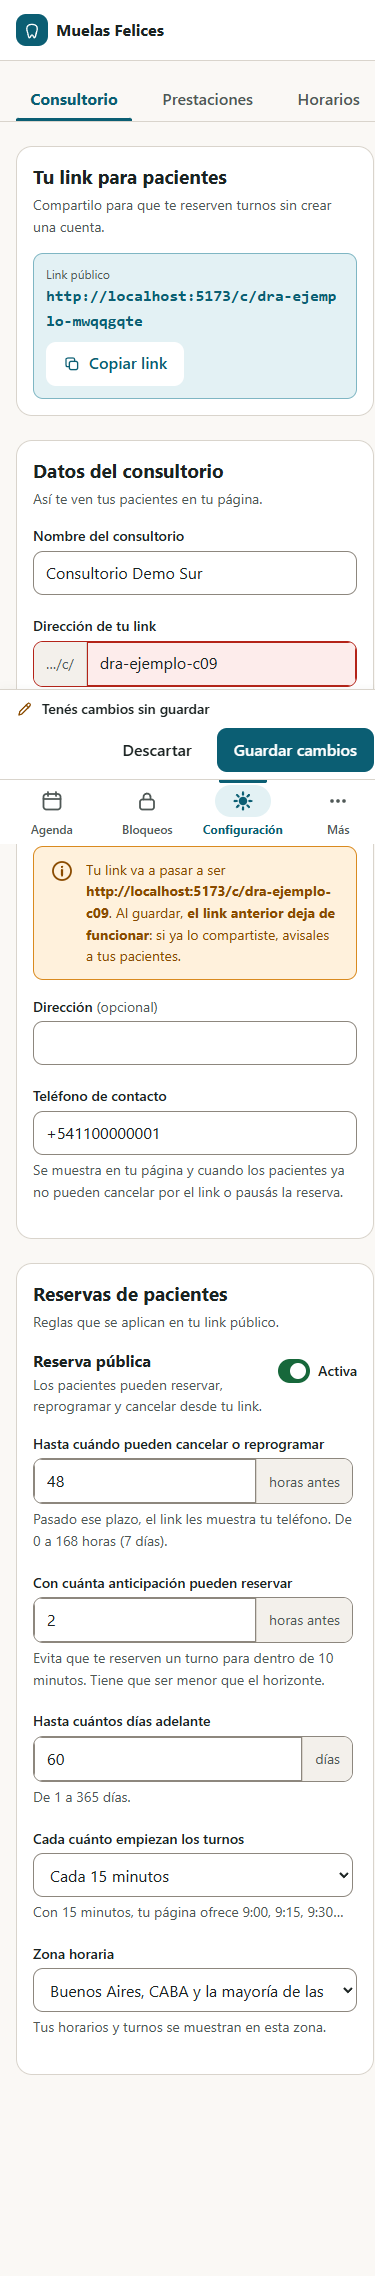 Muelas Felices
Consultorio
Prestaciones
Horarios
Tu link para pacientes
Compartilo para que te reserven turnos sin crear
una cuenta.
Link público
http://localhost:5173/c/dra-ejemp
lo-mwqqgqte
Copiar link
Datos del consultorio
Así te ven tus pacientes en tu página.
Nombre del consultorio
Consultorio Demo Sur
Dirección de tu link
.../c/
dra-ejemplo-c09
Tenés cambios sin guardar
Descartar
Guardar cambios
Agenda
Bloqueos
Configuración
Más
Tu link va a pasar a ser
http://localhost:5173/c/dra-ejemplo-
c09. Al guardar, el link anterior deja de
funcionar: si ya lo compartiste, avisales
a tus pacientes.
Dirección (opcional)
Teléfono de contacto
+541100000001
Se muestra en tu página y cuando los pacientes ya
no pueden cancelar por el link o pausás la reserva.
Reservas de pacientes
Reglas que se aplican en tu link público.
Reserva pública
Los pacientes pueden reservar,
reprogramar y cancelar desde tu link.
Activa
Hasta cuándo pueden cancelar o reprogramar
48
horas antes
Pasado ese plazo, el link les muestra tu teléfono. De
0 a 168 horas (7 días).
Con cuánta anticipación pueden reservar
2
horas antes
Evita que te reserven un turno para dentro de 10
minutos. Tiene que ser menor que el horizonte.
Hasta cuántos días adelante
60
días
De 1 a 365 días.
Cada cuánto empiezan los turnos
Cada 15 minutos
Con 15 minutos, tu página ofrece 9:00, 9:15, 9:30...
Zona horaria
Buenos Aires, CABA y la mayoría de las
Tus horarios y turnos se muestran en esta zona.